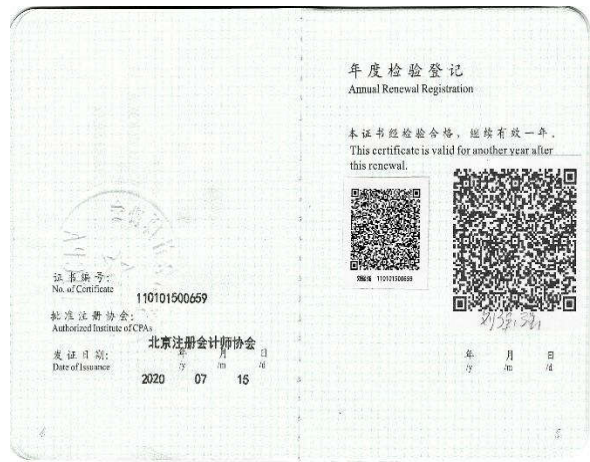 证书编号:
No. of Certificate
110101500659
批准注册协会:
Authorized Institute of CPAs
北京注册会计师协会
发证日期:
Date of Issuance
年 月 日
/y /m /d
2020 07 15
6
年度检验登记
Annual Renewal Registration
本证书经检验合格，继续有效一年。
This certificate is valid for another year after
this renewal.
110101500659
年 月 日
/y /m /d
5